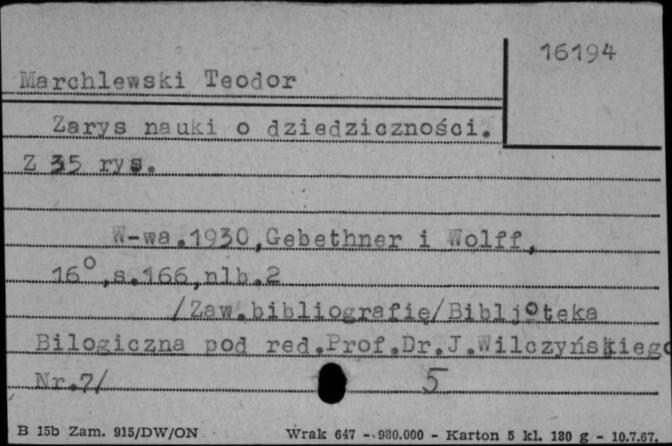 16194
Marchlewski Teodor
Zarys nauki o dziedziczności.
Z 35 rys.
W-wa.1930,Gebethner i Wolff,
16°,s.166,nlb.2
/Zaw.bibliografię/Bibljoteka
Bilogiczna pod red.Prof.Dr.J.Wilczyńskiego
Nr.7/
5
B 15b Zam. 915/DW/ON Wrak 647 - 980.000 - Karton 5 kl. 180 g - 10.7.67.